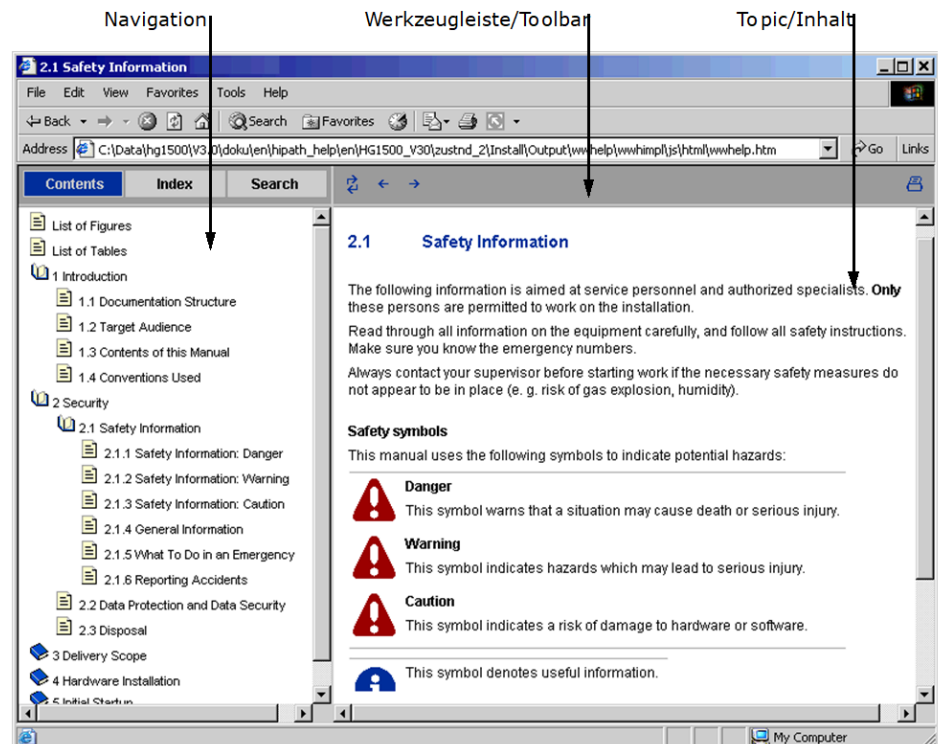 Navigation Werkzeugleiste/Toolbar Topic/Inhalt
2.1 Safety Information
File Edit View Favorites Tools Help
Back Search Favorites
Address C:\Data\hg1500\V3.0\doku\en\hipath_help\en\HG1500_V30\zustnd_2\Install\Output\wwhelp\wwhimpl\js\html\wwhelp.htm Go Links
Contents Index Search
List of Figures
List of Tables
1 Introduction
1.1 Documentation Structure
1.2 Target Audience
1.3 Contents of this Manual
1.4 Conventions Used
2 Security
2.1 Safety Information
2.1.1 Safety Information: Danger
2.1.2 Safety Information: Warning
2.1.3 Safety Information: Caution
2.1.4 General Information
2.1.5 What To Do in an Emergency
2.1.6 Reporting Accidents
2.2 Data Protection and Data Security
2.3 Disposal
3 Delivery Scope
4 Hardware Installation
5 Initial Startup
2.1 Safety Information
The following information is aimed at service personnel and authorized specialists. Only
these persons are permitted to work on the installation.
Read through all information on the equipment carefully, and follow all safety instructions.
Make sure you know the emergency numbers.
Always contact your supervisor before starting work if the necessary safety measures do
not appear to be in place (e. g. risk of gas explosion, humidity).
Safety symbols
This manual uses the following symbols to indicate potential hazards:
Danger
This symbol warns that a situation may cause death or serious injury.
Warning
This symbol indicates hazards which may lead to serious injury.
Caution
This symbol indicates a risk of damage to hardware or software.
This symbol denotes useful information.
My Computer